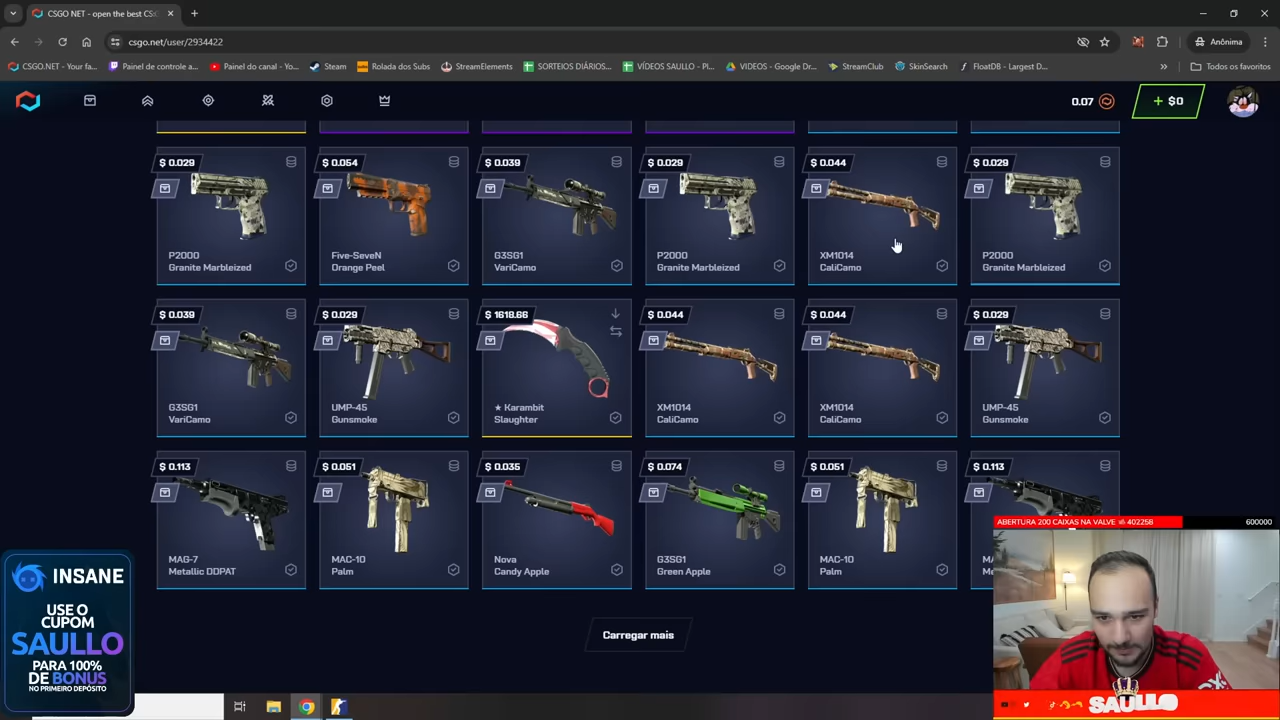 CSGO NET - open the best CS:
csgo.net/user/2934422
Anônima
CSGO.NET - Your fa...
Painel de controle a...
Painel do canal - Yo...
Steam
Rolada dos Subs
StreamElements
SORTEIOS DIÁRIOS...
VÍDEOS SAULLO - Pl...
VIDEOS - Google Dr...
StreamClub
SkinSearch
FloatDB - Largest D...
Todos os favoritos
0.07
+ $0
$ 0.029
$ 0.054
$ 0.039
$ 0.029
$ 0.044
$ 0.029
P2000
Granite Marbleized
Five-SeveN
Orange Peel
G3SG1
VariCamo
P2000
Granite Marbleized
XM1014
CaliCamo
P2000
Granite Marbleized
$ 0.039
$ 0.029
$ 1618.66
$ 0.044
$ 0.044
$ 0.029
G3SG1
VariCamo
UMP-45
Gunsmoke
★ Karambit
Slaughter
XM1014
CaliCamo
XM1014
CaliCamo
UMP-45
Gunsmoke
$ 0.113
$ 0.051
$ 0.035
$ 0.074
$ 0.051
$ 0.113
MAG-7
Metallic DDPAT
MAC-10
Palm
Nova
Candy Apple
G3SG1
Green Apple
MAC-10
Palm
Carregar mais
INSANE
USE O
CUPOM
SAULLO
PARA 100%
DE BONUS
NO PRIMEIRO DEPÓSITO
ABERTURA 200 CAIXAS NA VALVE
402258
600000
SAULLO